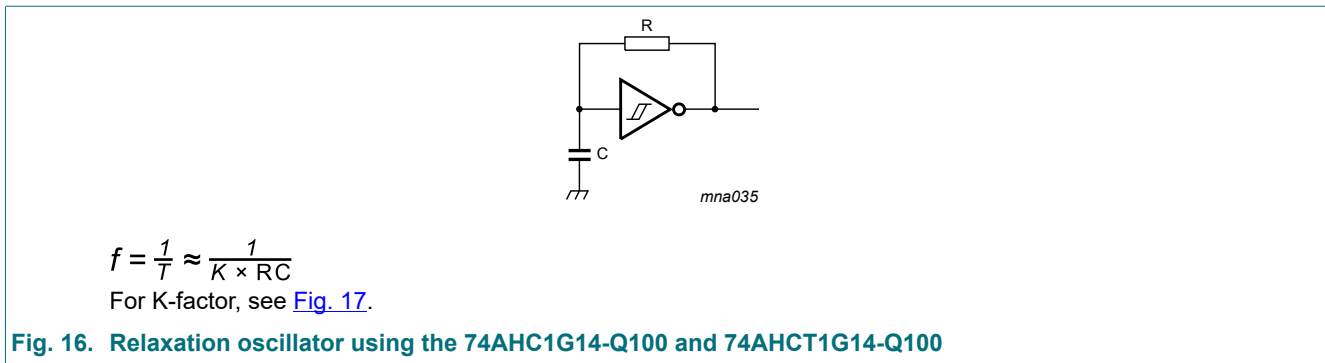 R
C
mna035
f = 1/T ≈ 1/(K × RC)
For K-factor, see Fig. 17.
Fig. 16. Relaxation oscillator using the 74AHC1G14-Q100 and 74AHCT1G14-Q100